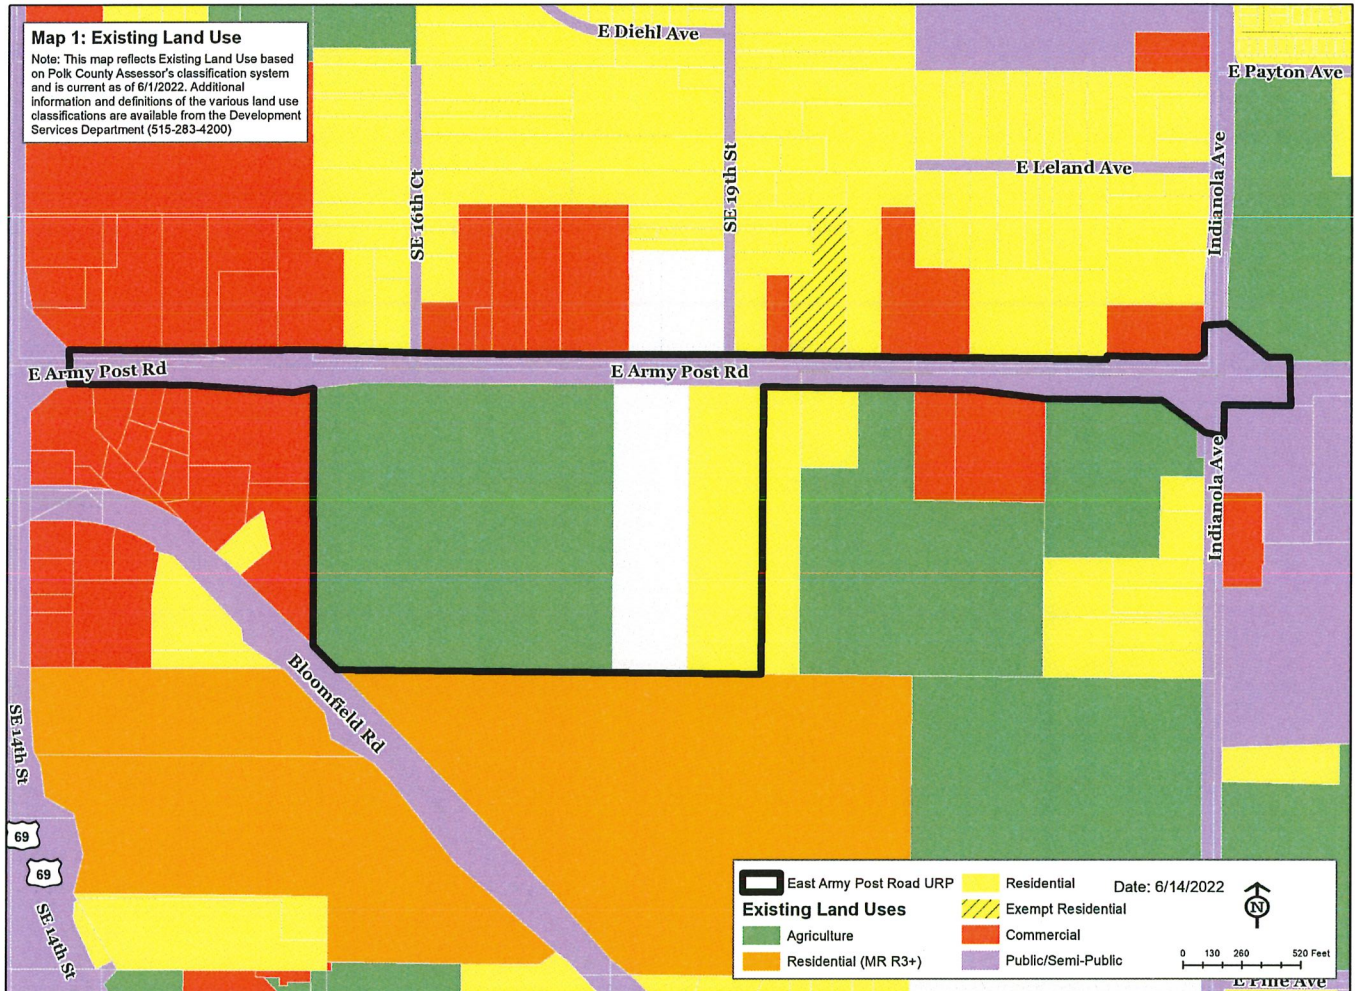 Map 1: Existing Land Use
Note: This map reflects Existing Land Use based
on Polk County Assessor's classification system
and is current as of 6/1/2022. Additional
information and definitions of the various land use
classifications are available from the Development
Services Department (515-283-4200)
E Diehl Ave
E Payton Ave
E Leland Ave
SE 16th Ct
SE 19th St
Indianola Ave
E Army Post Rd
E Army Post Rd
Indianola Ave
Bloomfield Rd
SE 14th St
69
69
SE 14th St
East Army Post Road URP
Existing Land Uses
Agriculture
Residential (MR R3+)
Residential
Exempt Residential
Commercial
Public/Semi-Public
Date: 6/14/2022
N
0 130 260 520 Feet
E Pine Ave